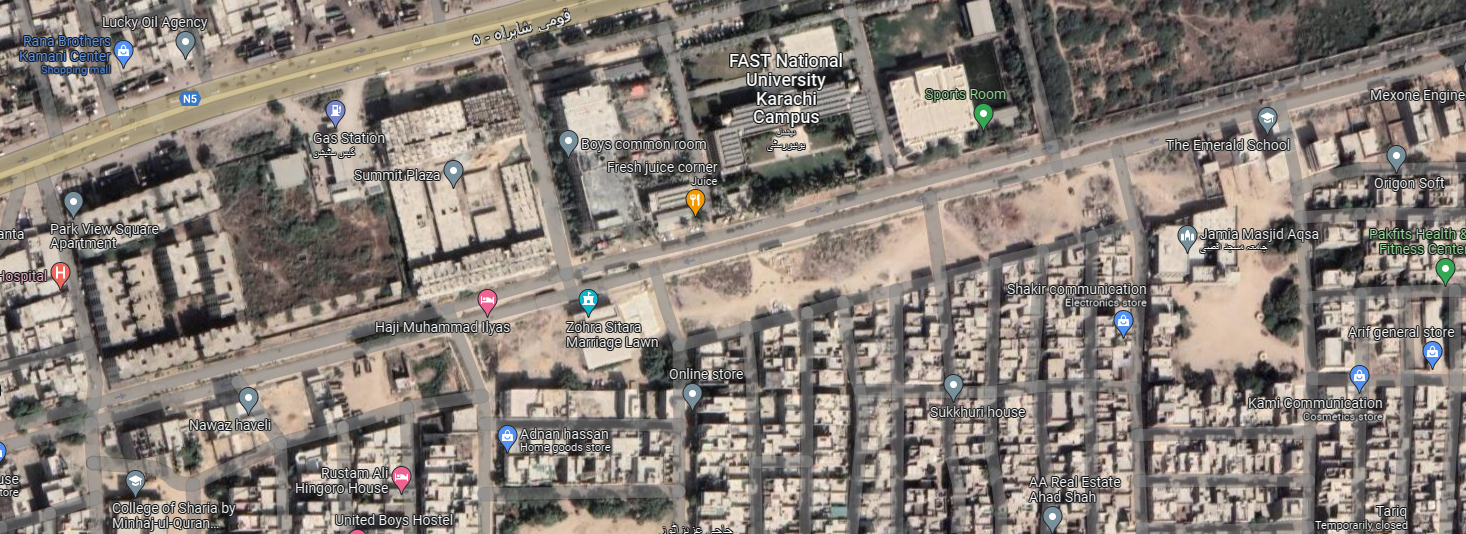 Lucky Oil Agency
Rana Brothers
Kamani Center
Shopping mall
قومی شاہراہ - ۵
N5
FAST National
University
Karachi
Campus
نیشنل
یونیورسٹی
Sports Room
Mexone Engine
Gas Station
گیس سٹیشن
Boys common room
The Emerald School
Summit Plaza
Fresh juice corner
Juice
Origon Soft
Park View Square
Apartment
anta
Jamia Masjid Aqsa
جامعہ مسجد اقصی
Pakfits Health &
Fitness Center
Hospital
H
Shakir communication
Electronics store
Haji Muhammad Ilyas
Zohra Sitara
Marriage Lawn
Arif general store
Online store
Sukkhuri house
Kami Communication
Cosmetics store
Nawaz haveli
Adnan hassan
Home goods store
Rustam Ali
Hingoro House
use
tore
AA Real Estate
Ahad Shah
College of Sharia by
Minhaj-ul-Quran...
United Boys Hostel
Tariq
Temporarily closed